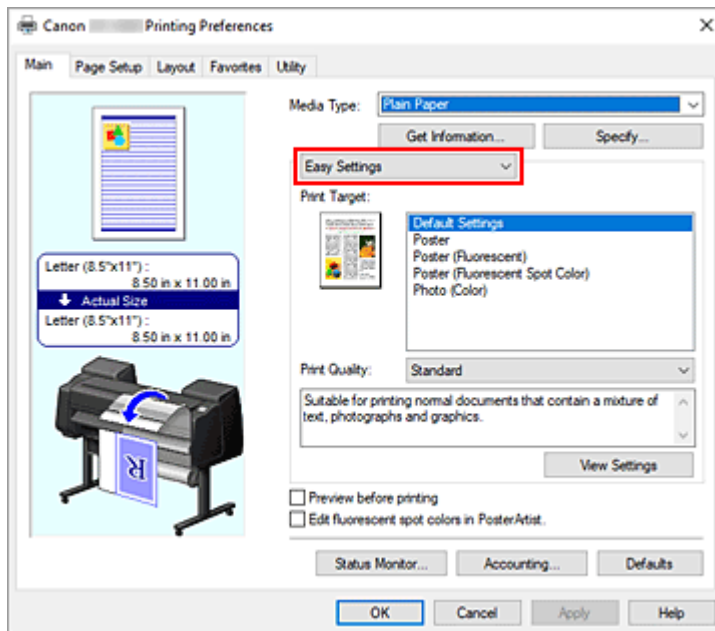 Canon Printing Preferences
Main Page Setup Layout Favorites Utility
Media Type: Plain Paper
Get Information... Specify...
Easy Settings
Print Target:
Default Settings
Poster
Poster (Fluorescent)
Poster (Fluorescent Spot Color)
Photo (Color)
Letter (8.5"x11") :
8.50 in x 11.00 in
Actual Size
Letter (8.5"x11") :
8.50 in x 11.00 in
R
Print Quality: Standard
Suitable for printing normal documents that contain a mixture of
text, photographs and graphics.
View Settings
Preview before printing
Edit fluorescent spot colors in PosterArtist.
Status Monitor... Accounting... Defaults
OK Cancel Apply Help